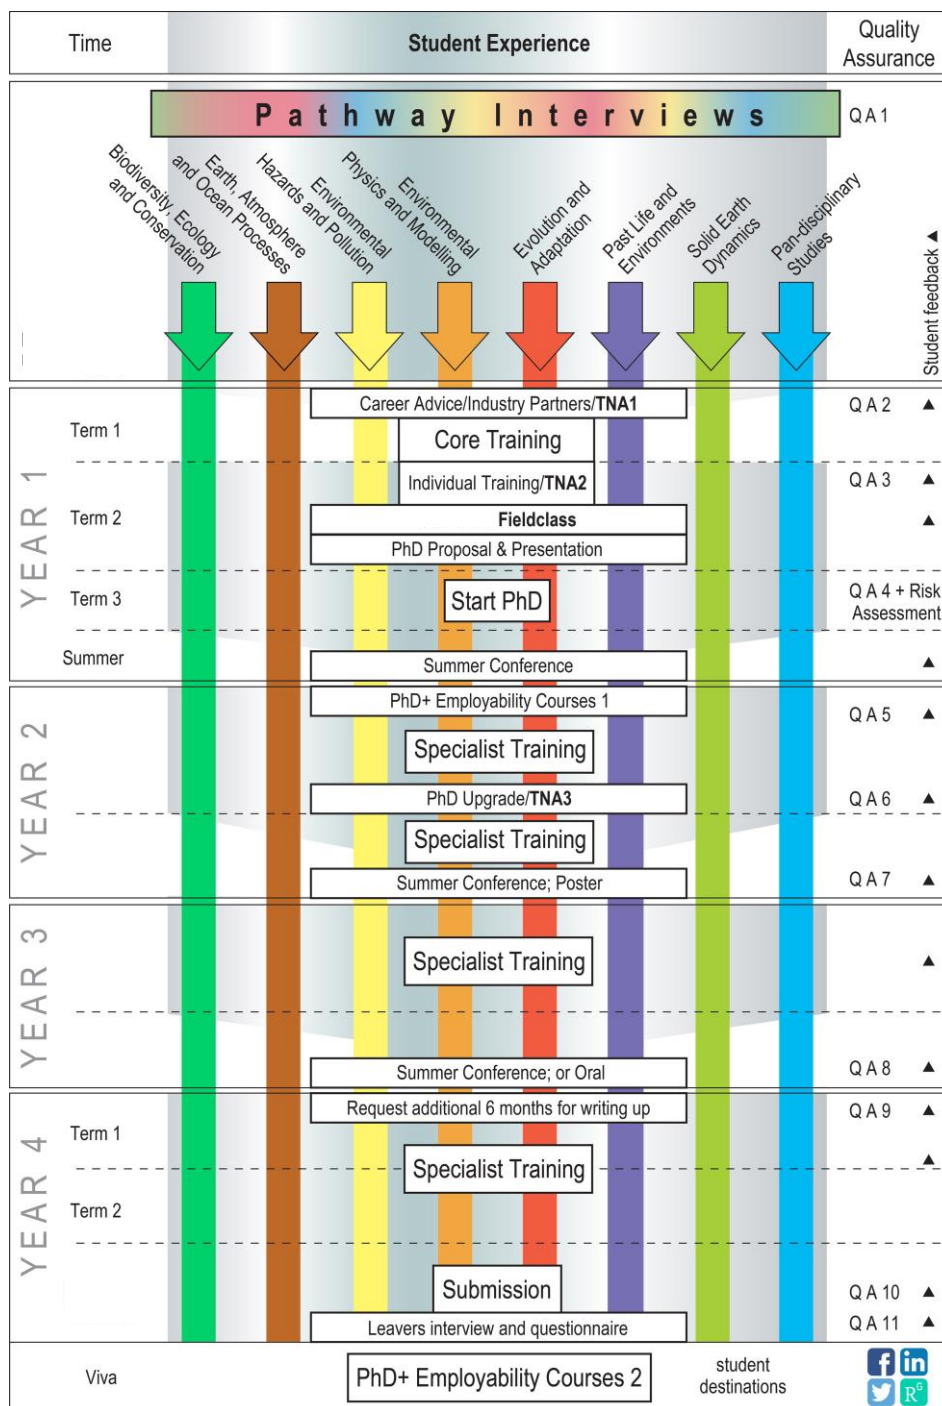 Time
Student Experience
Quality
Assurance
Pathway Interviews
Q A 1
Biodiversity, Ecology
and Conservation
Earth, Atmosphere
and Ocean Processes
Hazards and Pollution
Environmental
Physics and Modelling
Environmental
Evolution and
Adaptation
Past Life and
Environments
Solid Earth
Dynamics
Pan-disciplinary
Studies
Student feedback ▲
YEAR 1
Term 1
Career Advice/Industry Partners/TNA1
Q A 2 ▲
Core Training
Individual Training/TNA2
Q A 3 ▲
Term 2
Fieldclass
▲
PhD Proposal & Presentation
Term 3
Start PhD
Q A 4 + Risk
Assessment
Summer
Summer Conference
▲
YEAR 2
PhD+ Employability Courses 1
Q A 5 ▲
Specialist Training
PhD Upgrade/TNA3
Q A 6 ▲
Specialist Training
Summer Conference; Poster
Q A 7 ▲
YEAR 3
Specialist Training
▲
Summer Conference; or Oral
Q A 8 ▲
YEAR 4
Request additional 6 months for writing up
Q A 9 ▲
Term 1
Specialist Training
▲
Term 2
Submission
Q A 10 ▲
Leavers interview and questionnaire
Q A 11 ▲
Viva
PhD+ Employability Courses 2
student
destinations
f in
RG